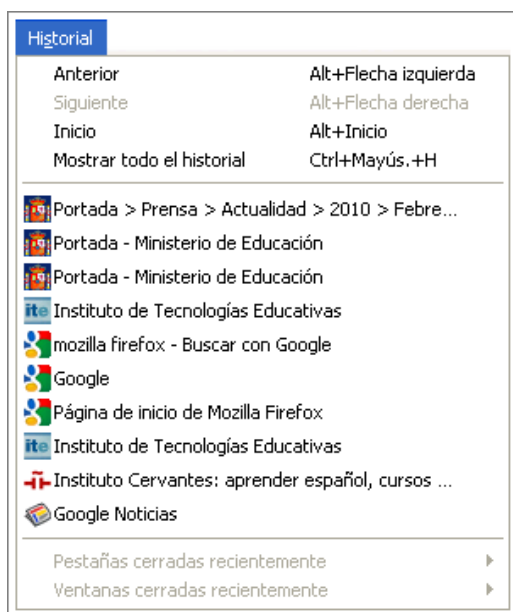 Historial
Anterior Alt+Flecha izquierda
Siguiente Alt+Flecha derecha
Inicio Alt+Inicio
Mostrar todo el historial Ctrl+Mayús.+H
Portada > Prensa > Actualidad > 2010 > Febre...
Portada - Ministerio de Educación
Portada - Ministerio de Educación
ite Instituto de Tecnologías Educativas
mozilla firefox - Buscar con Google
Google
Página de inicio de Mozilla Firefox
ite Instituto de Tecnologías Educativas
Instituto Cervantes: aprender español, cursos ...
Google Noticias
Pestañas cerradas recientemente
Ventanas cerradas recientemente